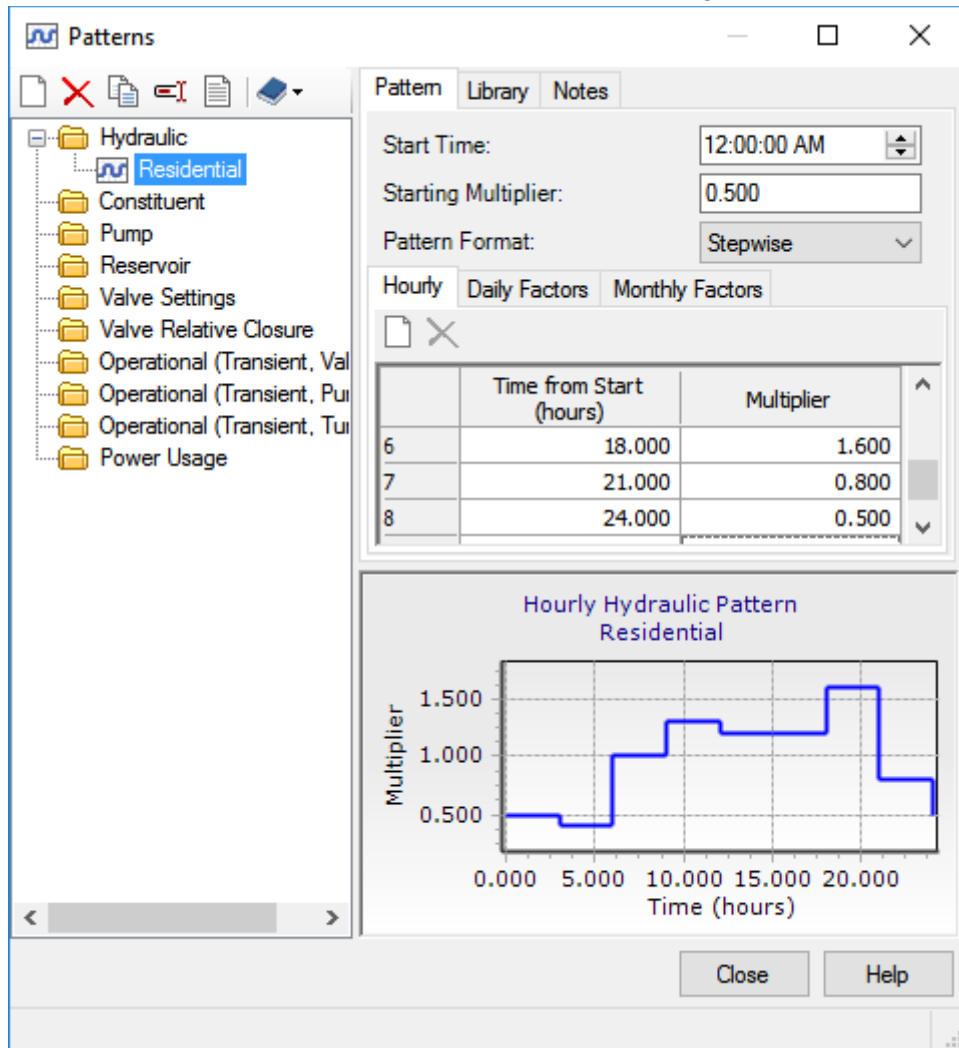 Patterns
Pattern Library Notes
Hydraulic
Residential
Constituent
Pump
Reservoir
Valve Settings
Valve Relative Closure
Operational (Transient, Val
Operational (Transient, Pu
Operational (Transient, Tu
Power Usage
Start Time: 12:00:00 AM
Starting Multiplier: 0.500
Pattern Format: Stepwise
Hourly Daily Factors Monthly Factors
Time from Start (hours) Multiplier
6 18.000 1.600
7 21.000 0.800
8 24.000 0.500
Hourly Hydraulic Pattern
Residential
Multiplier
1.500
1.000
0.500
0.000 5.000 10.000 15.000 20.000
Time (hours)
Close Help